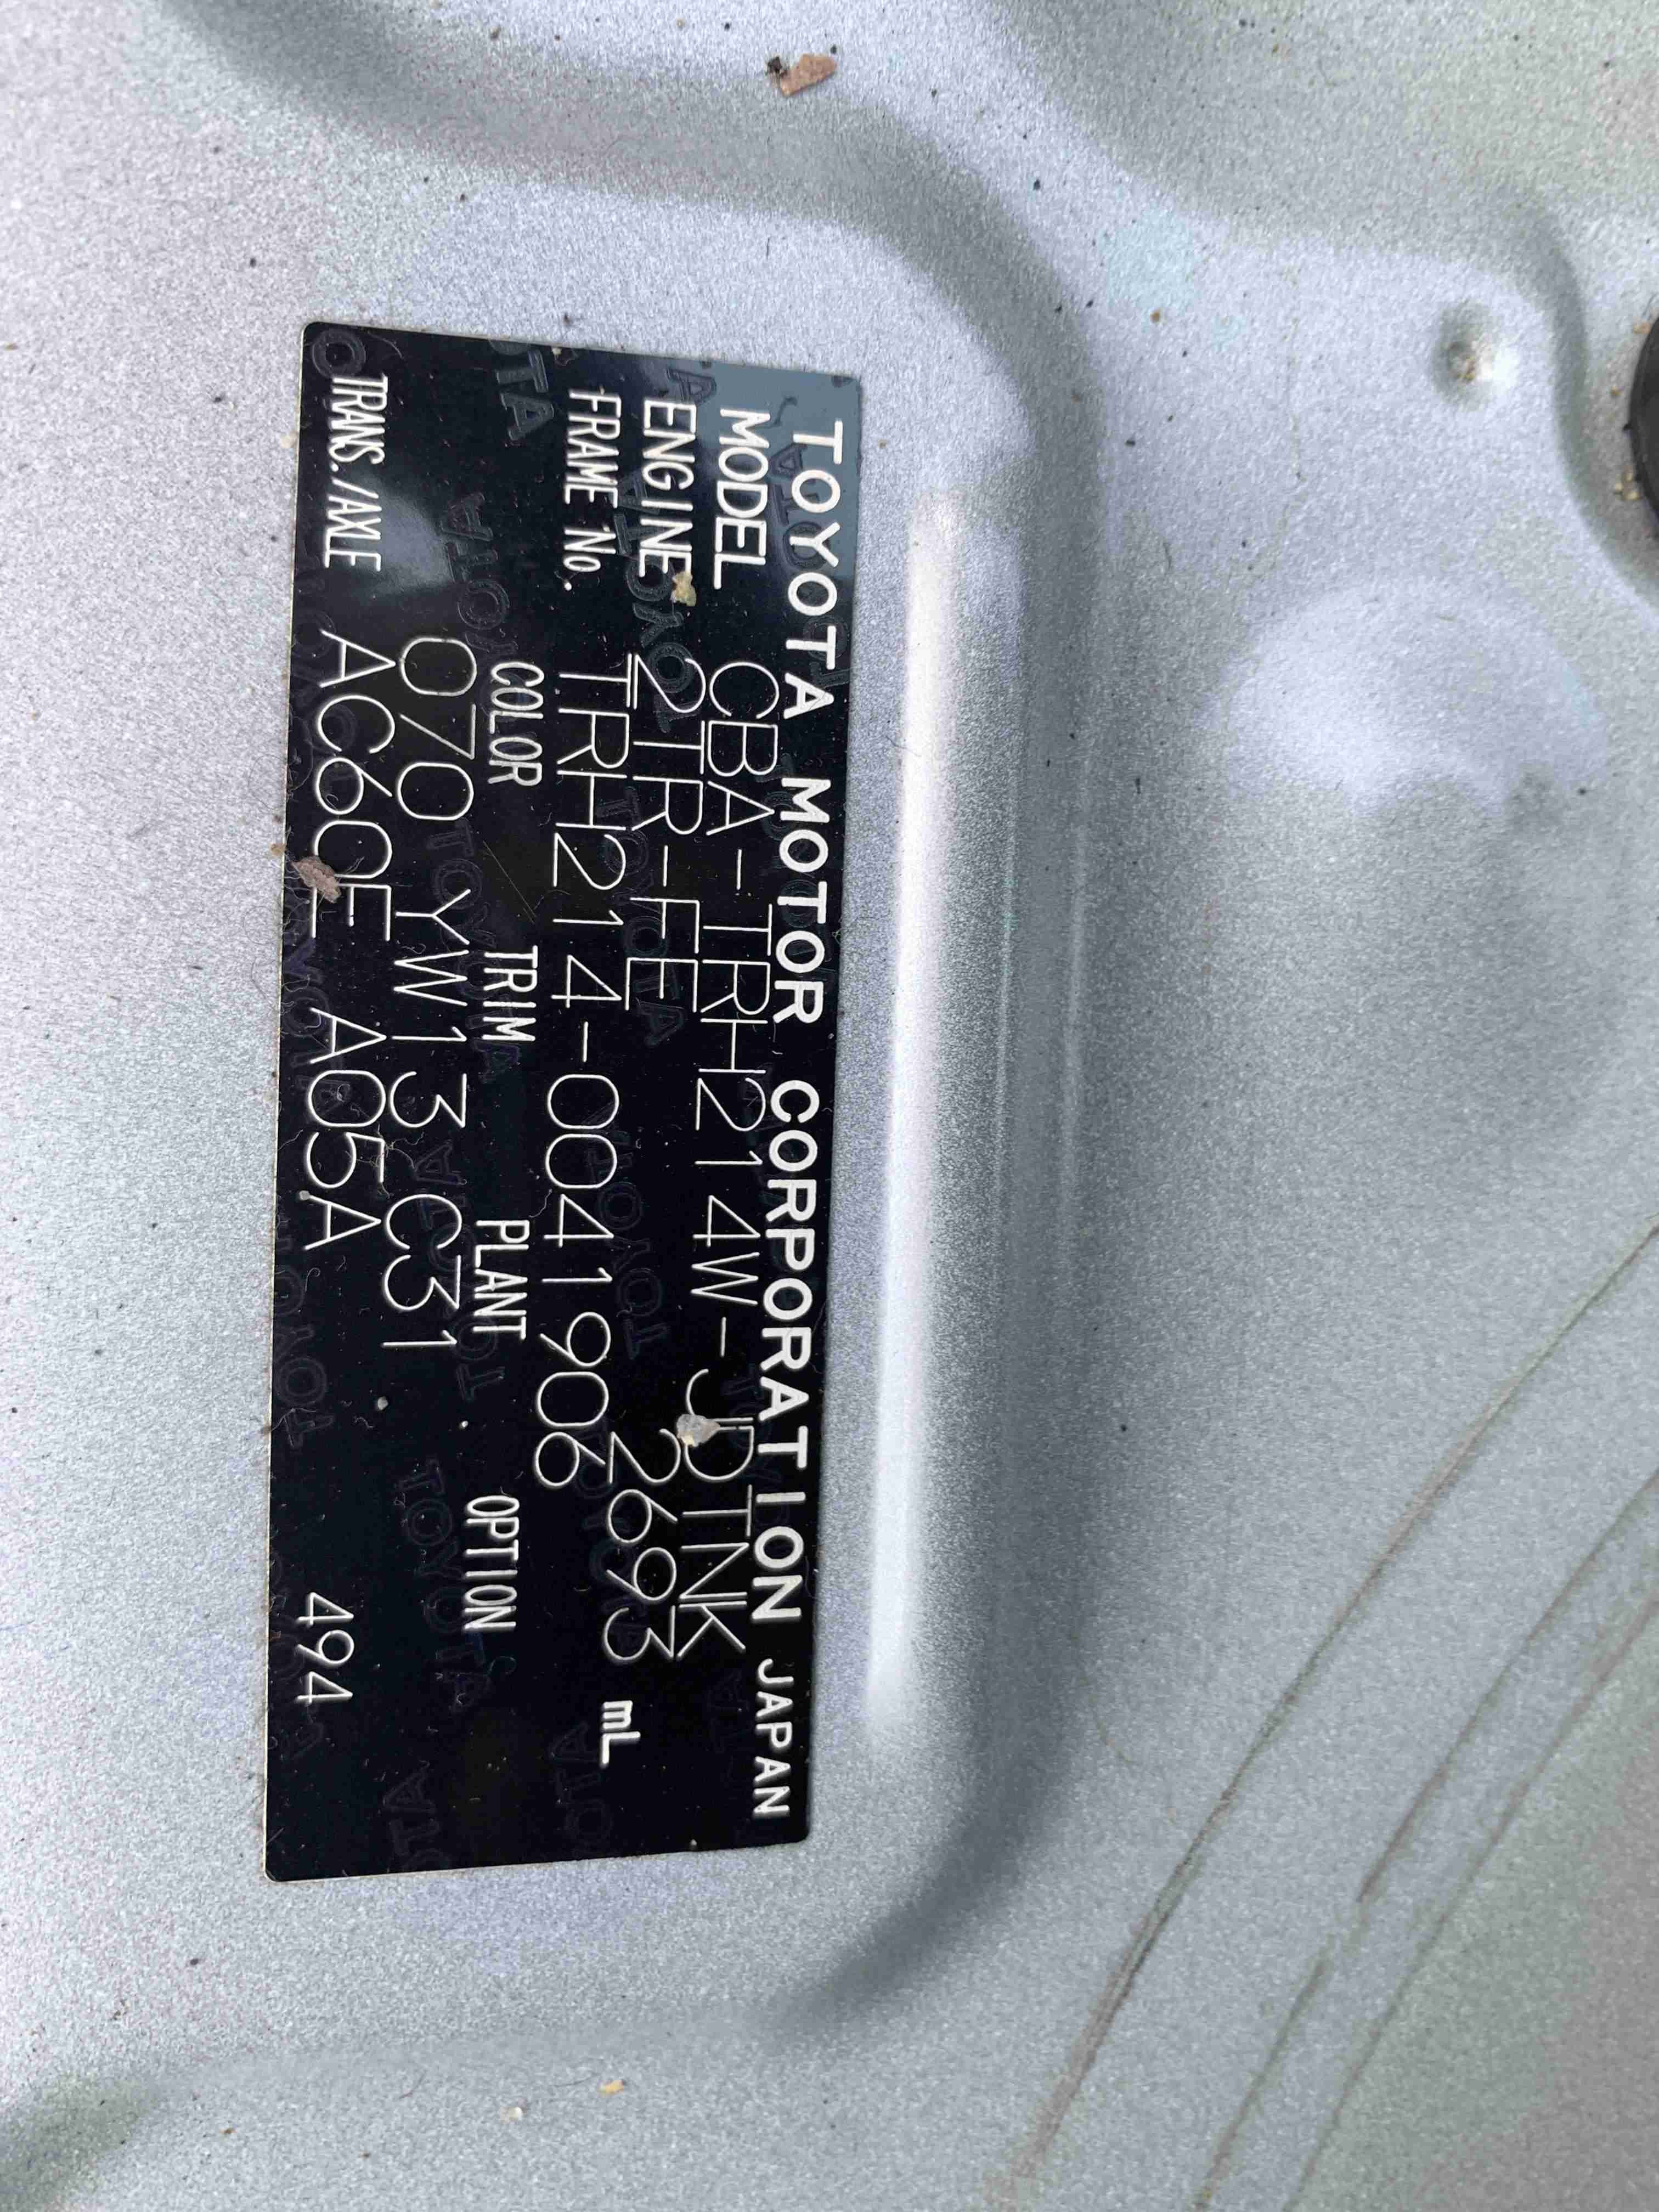 TOYOTA MOTOR CORPORATION JAPAN
MODEL CBA-TRH214W-JDTNK
ENGINE 2TR-FE 2693 mL
FRAME No. TRH214-0041906
COLOR TRIM PLANT OPTION
070 YW13 C31
TRANS./AXLE AC60E A05A 494